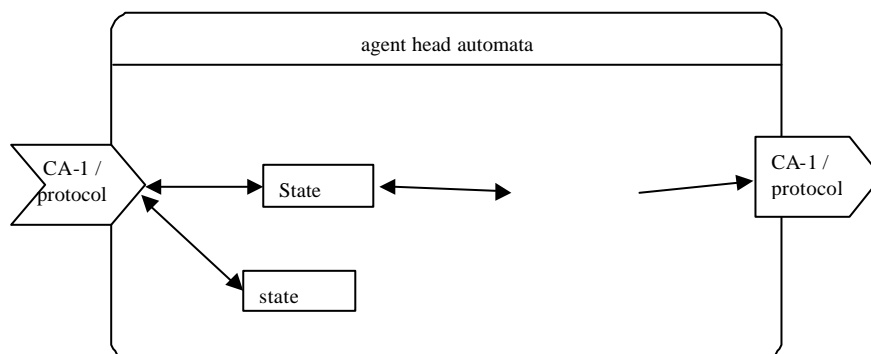 agent head automata
CA-1 /
protocol
State
CA-1 /
protocol
state